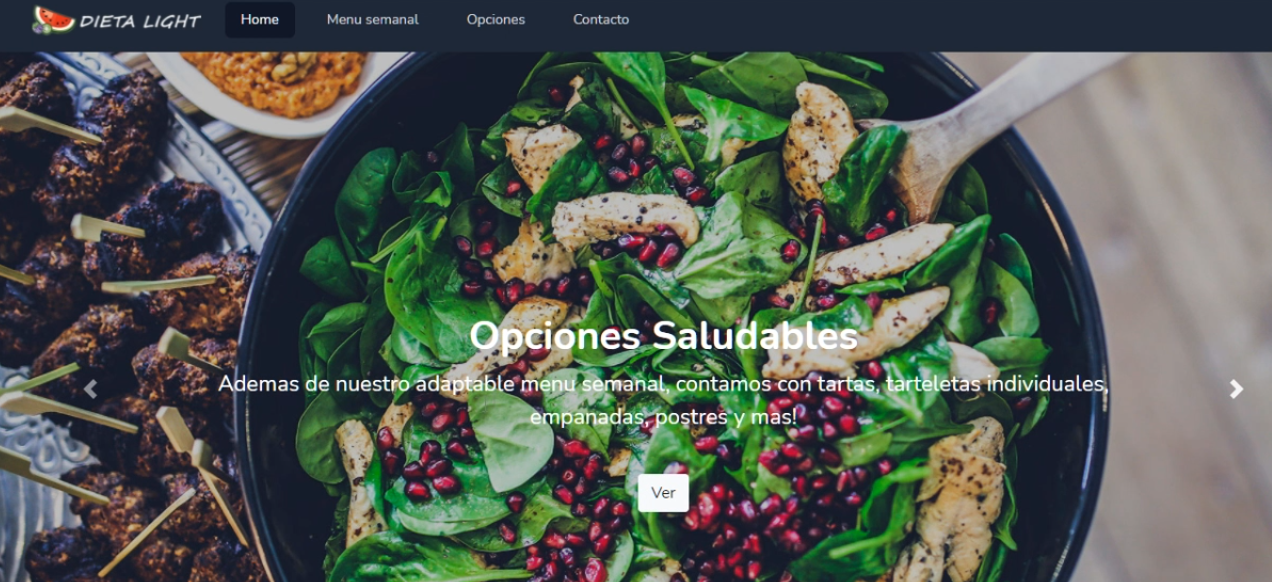 DIETA LIGHT
Home
Menu semanal
Opciones
Contacto
Opciones Saludables
Ademas de nuestro adaptable menu semanal, contamos con tartas, tarteletas individuales,
empanadas, postres y mas!
Ver